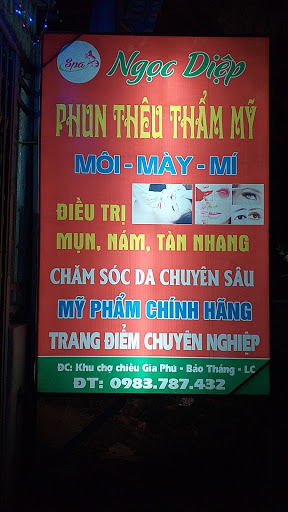 Spa
Ngọc Diệp
PHUN THÊU THẨM MỸ
MÔI - MÀY - MÍ
ĐIỀU TRỊ
MỤN, NÁM, TÀN NHANG
CHĂM SÓC DA CHUYÊN SÂU
MỸ PHẨM CHÍNH HÃNG
TRANG ĐIỂM CHUYÊN NGHIỆP
ĐC: Khu chợ chiều Gia Phú - Bảo Thắng - LC
ĐT: 0983.787.432